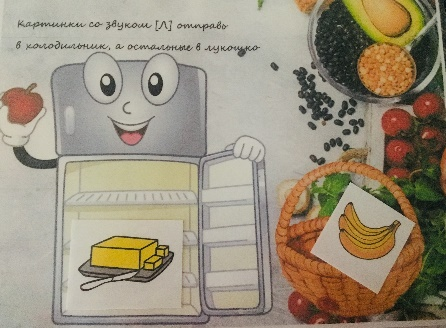 Картинки со звуком [Л] отправь
в холодильник, а остальные в лукошко